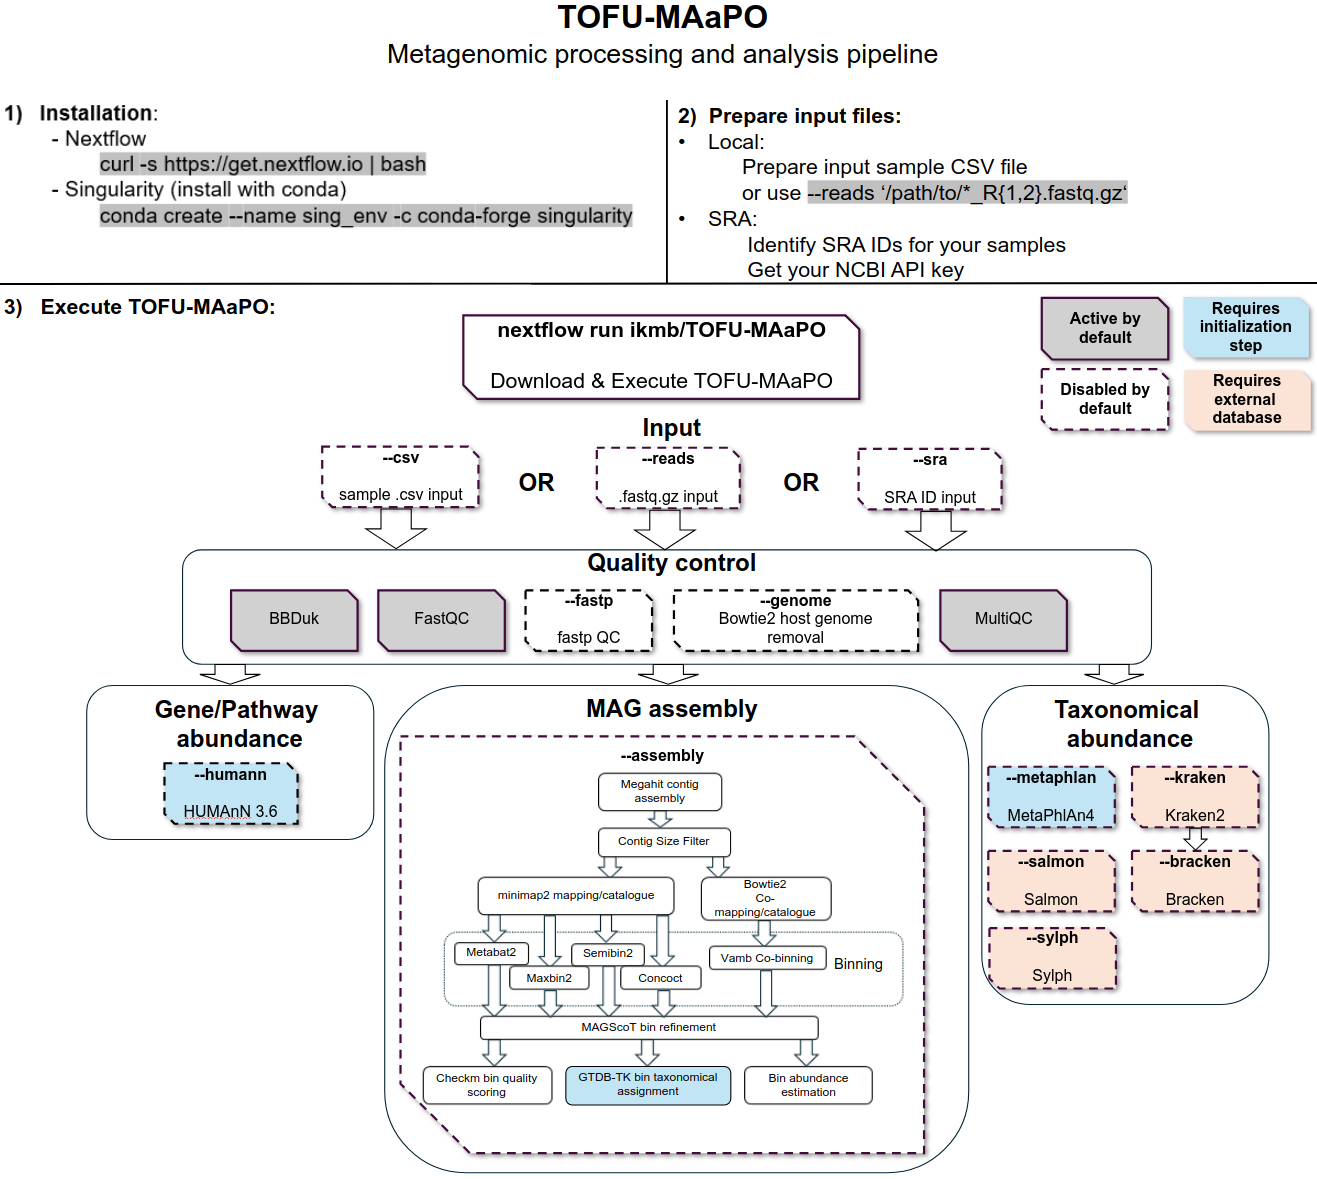 TOFU-MAaPO
Metagenomic processing and analysis pipeline
1) Installation:
- Nextflow
curl -s https://get.nextflow.io | bash
- Singularity (install with conda)
conda create --name sing_env -c conda-forge singularity
2) Prepare input files:
• Local:
Prepare input sample CSV file
or use --reads ‘/path/to/*_R{1,2}.fastq.gz‘
• SRA:
Identify SRA IDs for your samples
Get your NCBI API key
3) Execute TOFU-MAaPO:
nextflow run ikmb/TOFU-MAaPO
Download & Execute TOFU-MAaPO
Active by
default
Requires
initialization
step
Disabled by
default
Requires
external
database
Input
--csv
sample .csv input
OR
--reads
.fastq.gz input
OR
--sra
SRA ID input
Quality control
BBDuk
FastQC
--fastp
fastp QC
--genome
Bowtie2 host genome
removal
MultiQC
Gene/Pathway
abundance
--humann
HUMAnN 3.6
MAG assembly
--assembly
Megahit contig
assembly
Contig Size Filter
minimap2 mapping/catalogue
Bowtie2
Co-
mapping/catalogue
Metabat2
Maxbin2
Semibin2
Concoct
Vamb Co-binning
Binning
MAGScoT bin refinement
Checkm bin quality
scoring
GTDB-TK bin taxonomical
assignment
Bin abundance
estimation
Taxonomical
abundance
--metaphlan
MetaPhlAn4
--kraken
Kraken2
--salmon
Salmon
--bracken
Bracken
--sylph
Sylph